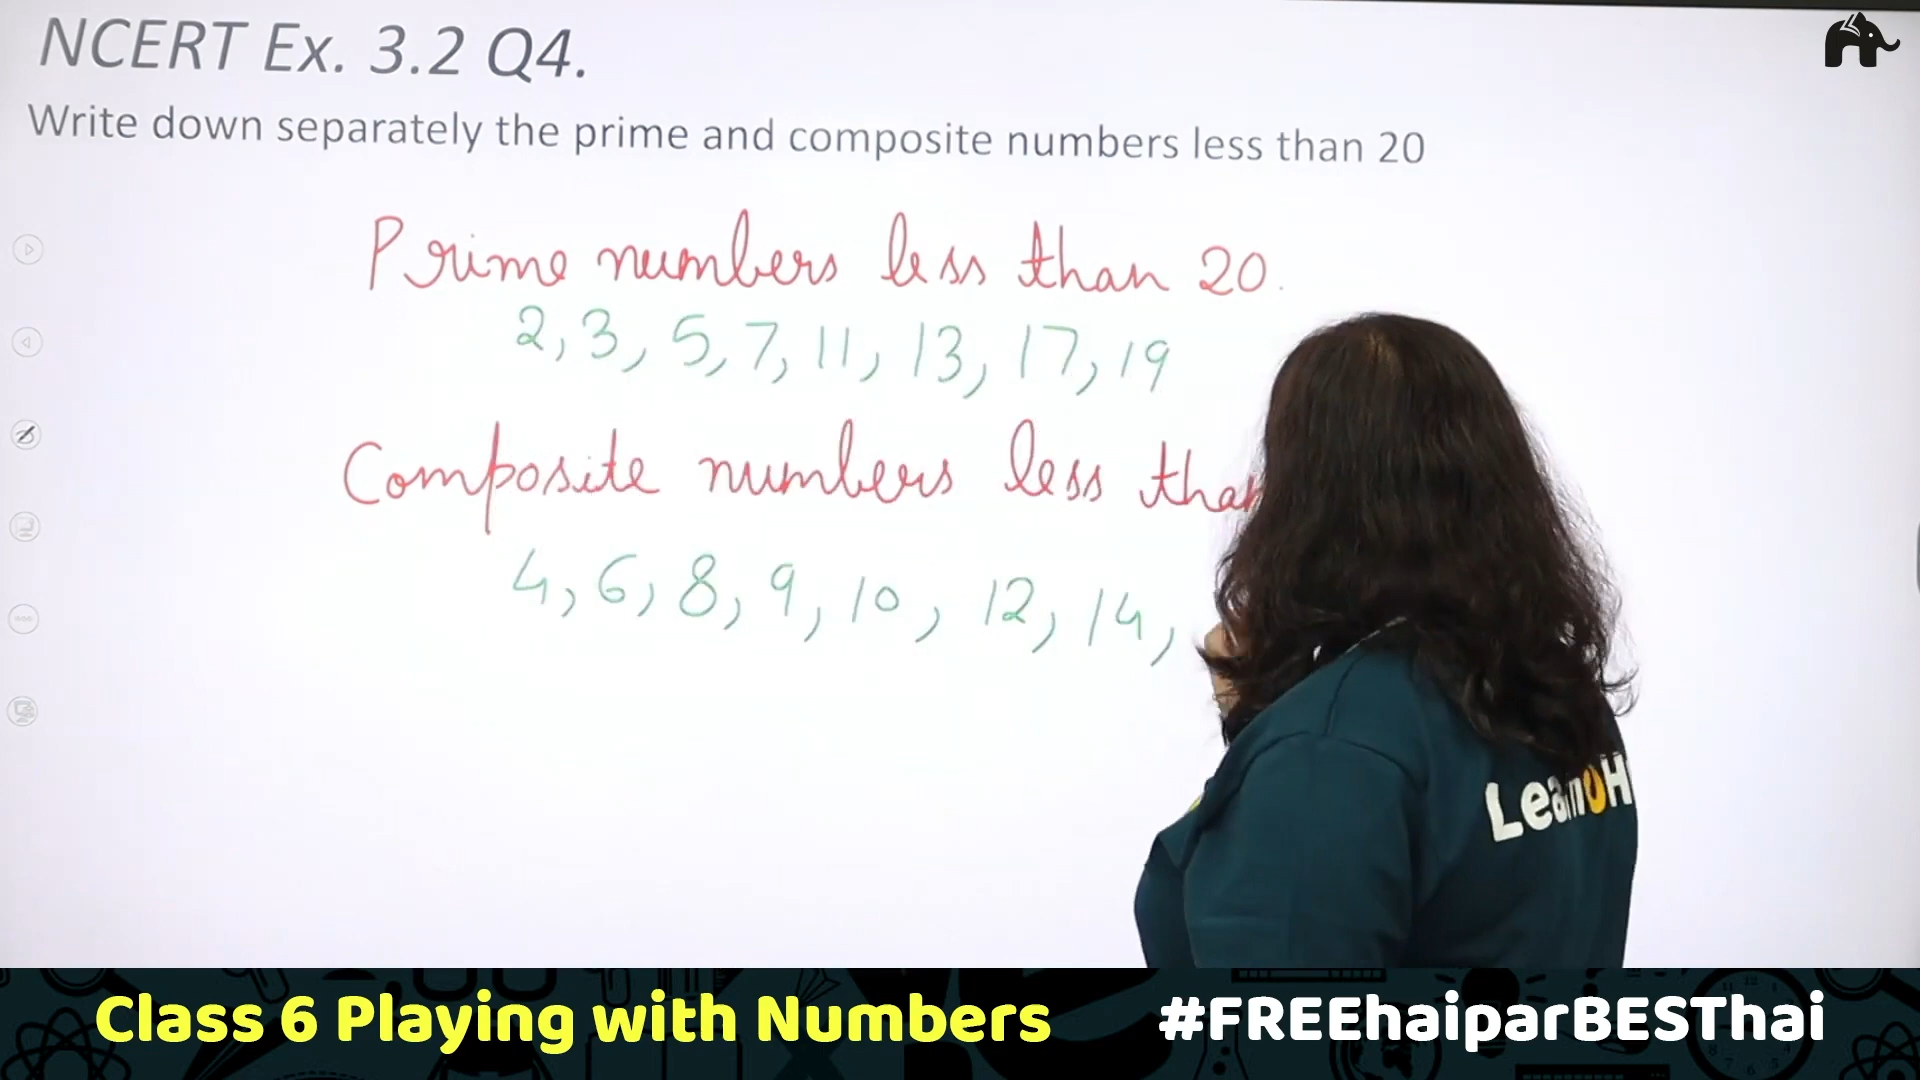 NCERT Ex. 3.2 Q4.
Write down separately the prime and composite numbers less than 20
Prime numbers less than 20.
2, 3, 5, 7, 11, 13, 17, 19
Composite numbers less than
4, 6, 8, 9, 10, 12, 14,
LearnoH
Class 6 Playing with Numbers #FREEhaiparBESThai